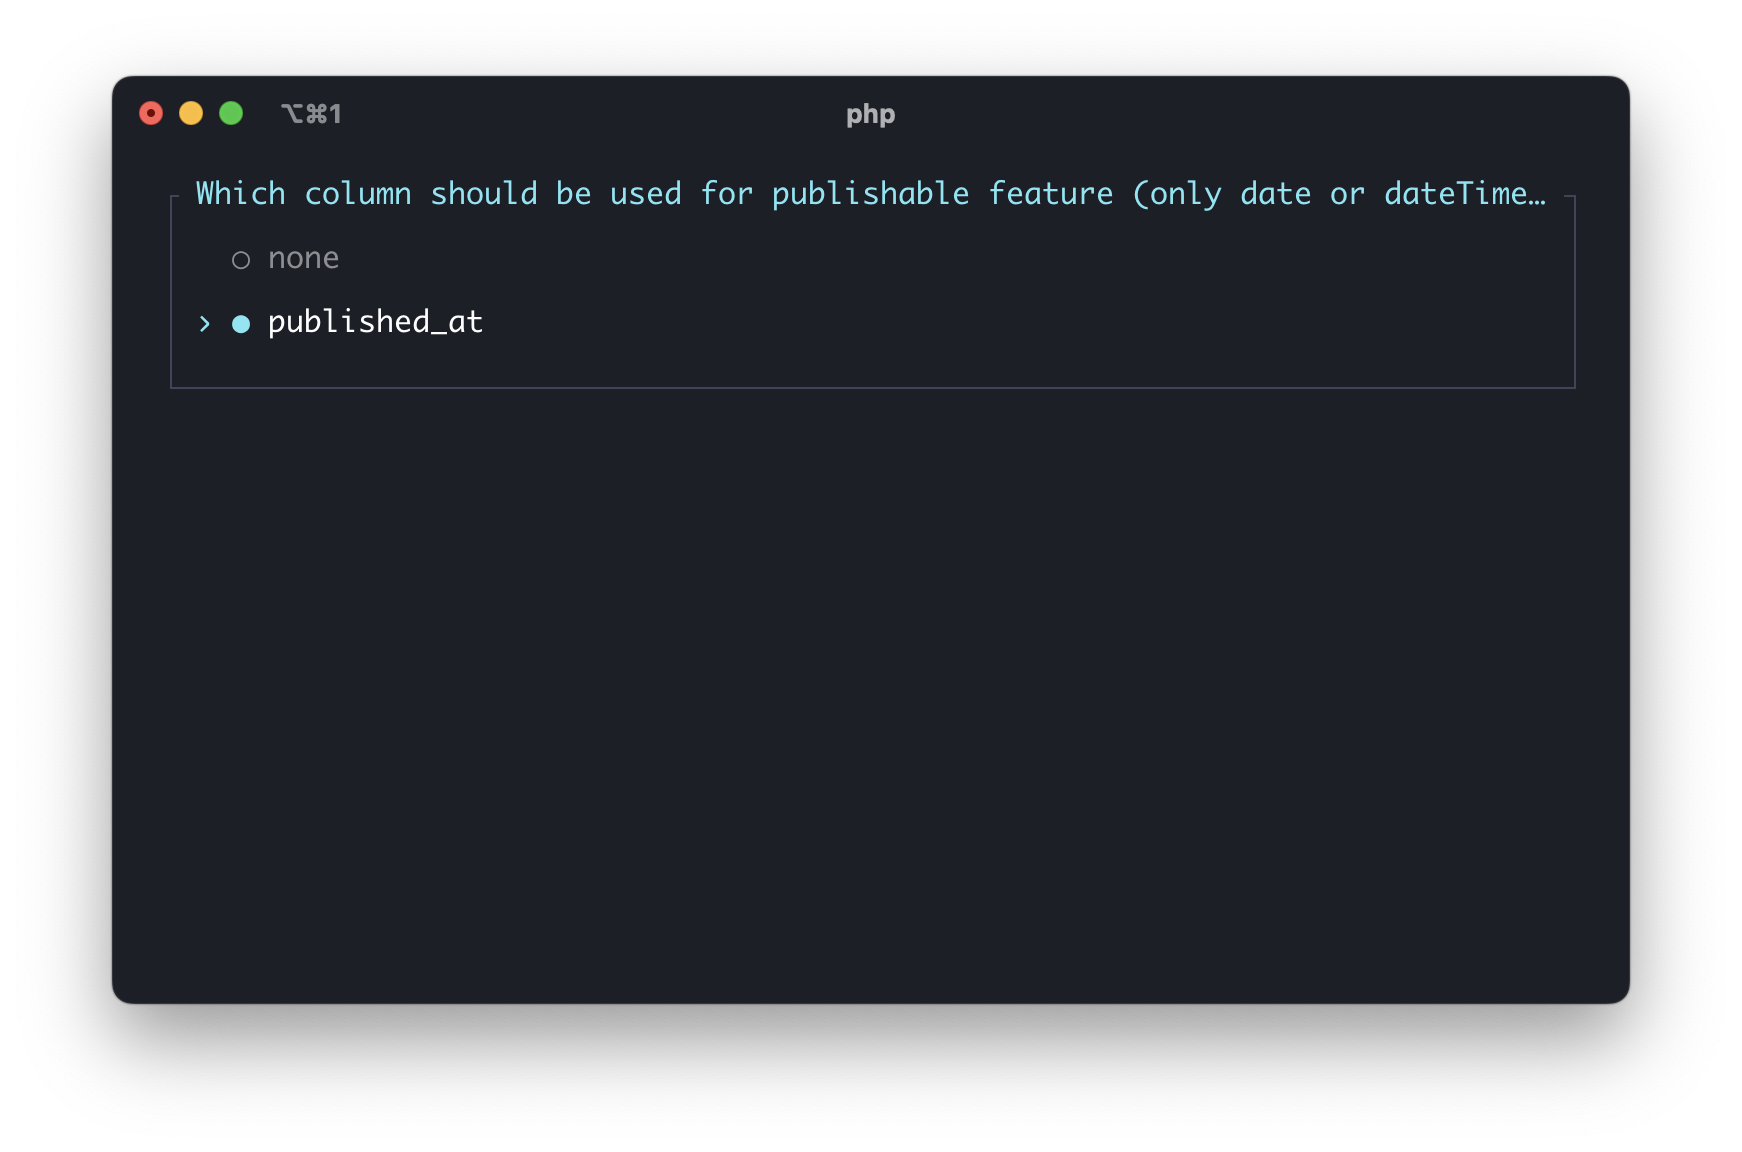 ⌥⌘1
php
Which column should be used for publishable feature (only date or dateTime…
○ none
› ● published_at